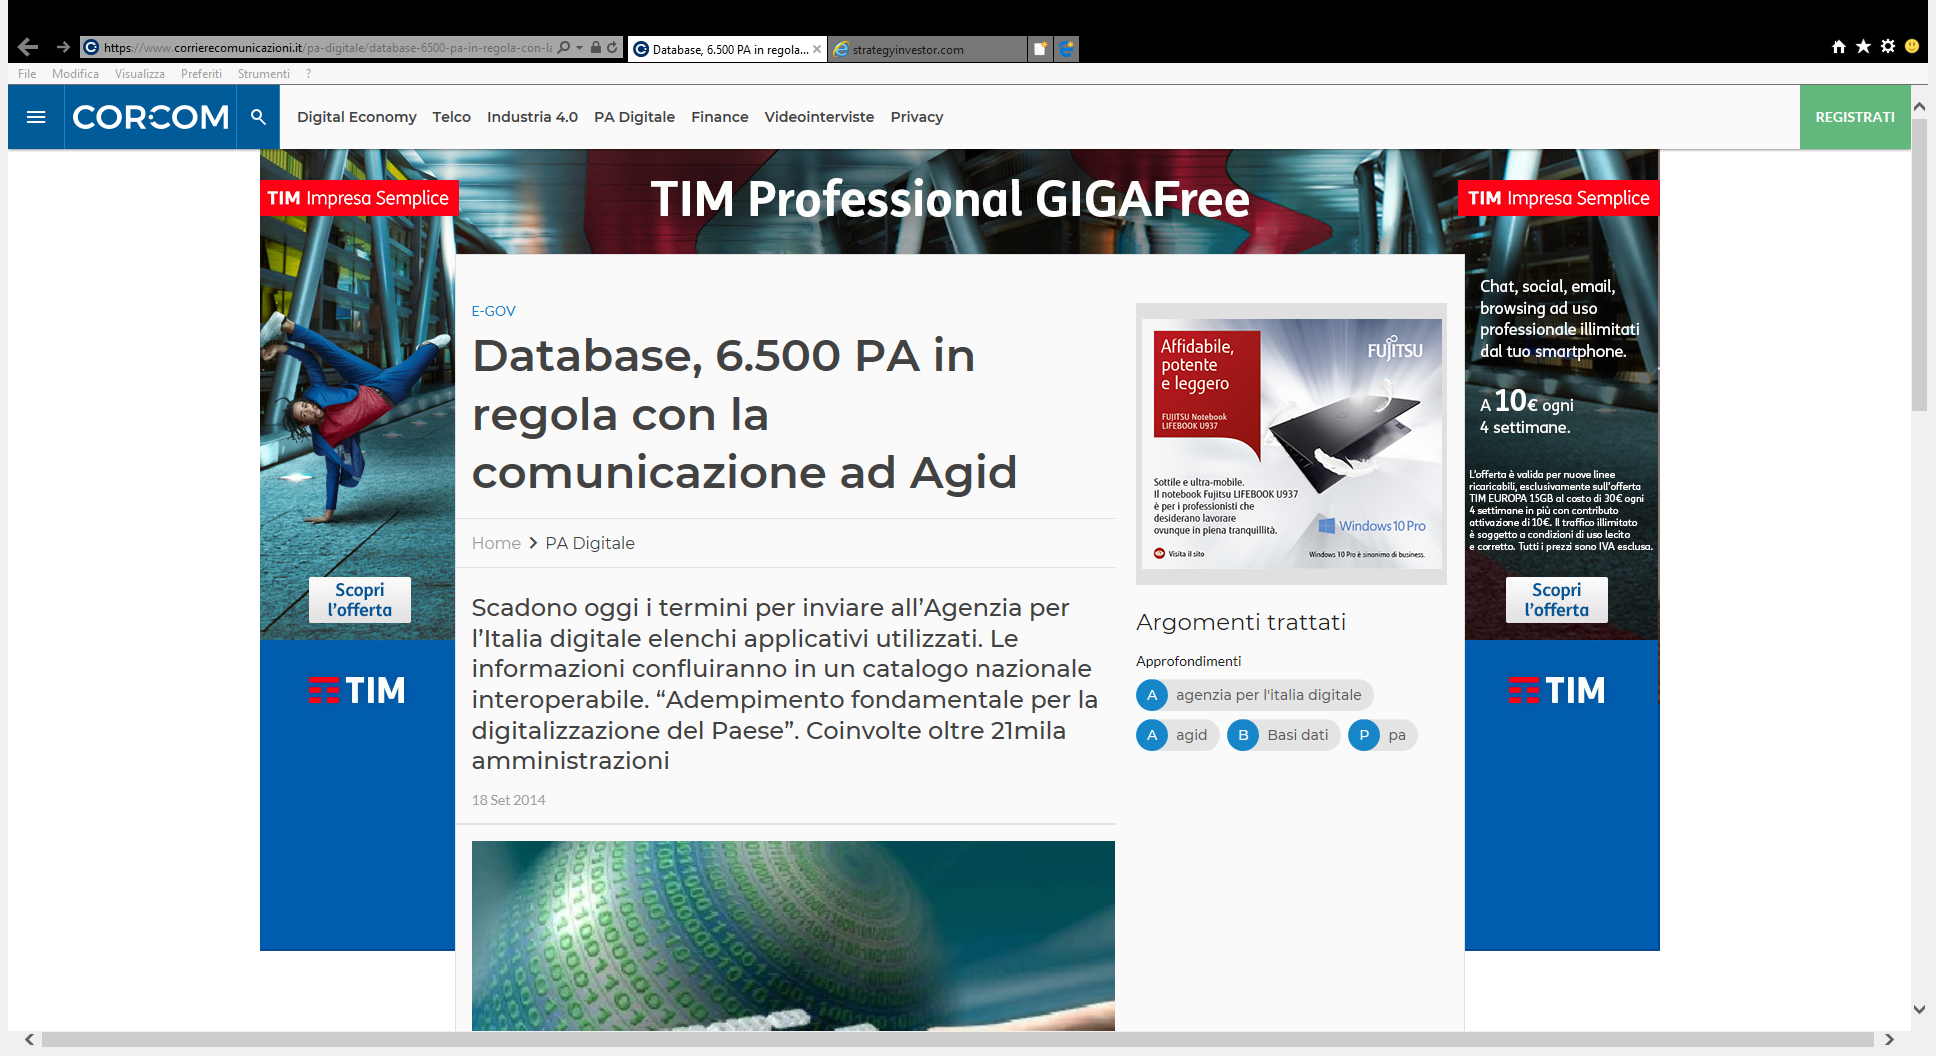 https://www.corrierecomunicazioni.it/pa-digitale/database-6500-pa-in-regola-con-la
Database, 6.500 PA in regola...
strategyinvestor.com
File Modifica Visualizza Preferiti Strumenti ?
CORCOM
Digital Economy Telco Industria 4.0 PA Digitale Finance Videointerviste Privacy
REGISTRATI
TIM Impresa Semplice
TIM Professional GIGAFree
TIM Impresa Semplice
E-GOV
Database, 6.500 PA in
regola con la
comunicazione ad Agid
Home PA Digitale
Scadono oggi i termini per inviare all’Agenzia per
l’Italia digitale elenchi applicativi utilizzati. Le
informazioni confluiranno in un catalogo nazionale
interoperabile. “Adempimento fondamentale per la
digitalizzazione del Paese”. Coinvolte oltre 21mila
amministrazioni
18 Set 2014
Scopri
l’offerta
TIM
Affidabile,
potente
e leggero
FUJITSU Notebook
LIFEBOOK U937
FUJITSU
Sottile e ultra-mobile.
Il notebook Fujitsu LIFEBOOK U937
è per i professionisti che
desiderano lavorare
ovunque in piena tranquillità.
Windows 10 Pro
Visita il sito
Windows 10 Pro è sinonimo di business.
Argomenti trattati
Approfondimenti
A agenzia per l'italia digitale
A agid B Basi dati P pa
Chat, social, email,
browsing ad uso
professionale illimitati
dal tuo smartphone.
A 10€ ogni
4 settimane.
L’offerta è valida per nuove linee
ricaricabili, esclusivamente sull’offerta
TIM EUROPA 15GB al costo di 30€ ogni
4 settimane in più con contributo
attivazione di 10€. Il traffico illimitato
è soggetto a condizioni di uso lecito
e corretto. Tutti i prezzi sono IVA esclusa.
Scopri
l’offerta
TIM